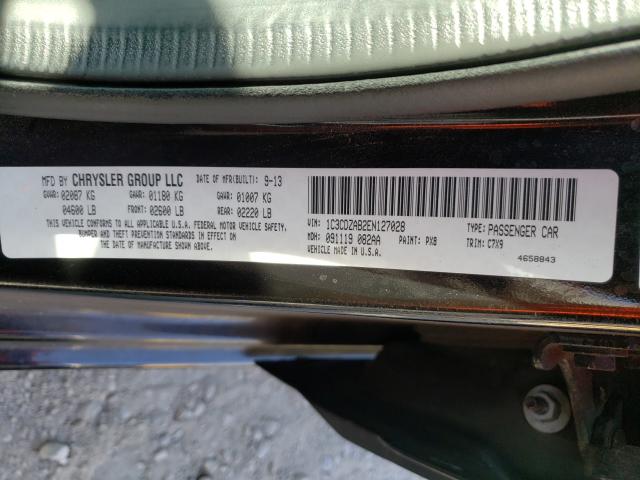 MFD BY CHRYSLER GROUP LLC DATE OF MFR(BUILT): 9-13
GVWR: 02087 KG GAWR: 01180 KG GAWR: 01007 KG
04600 LB FRONT: 02600 LB REAR: 02220 LB
THIS VEHICLE CONFORMS TO ALL APPLICABLE U.S.A. FEDERAL MOTOR VEHICLE SAFETY,
BUMPER, AND THEFT PREVENTION STANDARDS IN EFFECT ON THE DATE OF MANUFACTURE SHOWN ABOVE.
VIN: 1C3CDZAB2EN127028 TYPE: PASSENGER CAR
MDH: 091119 082AA PAINT: PX8 TRIM: C7X9
VEHICLE MADE IN U.S.A.
4658843